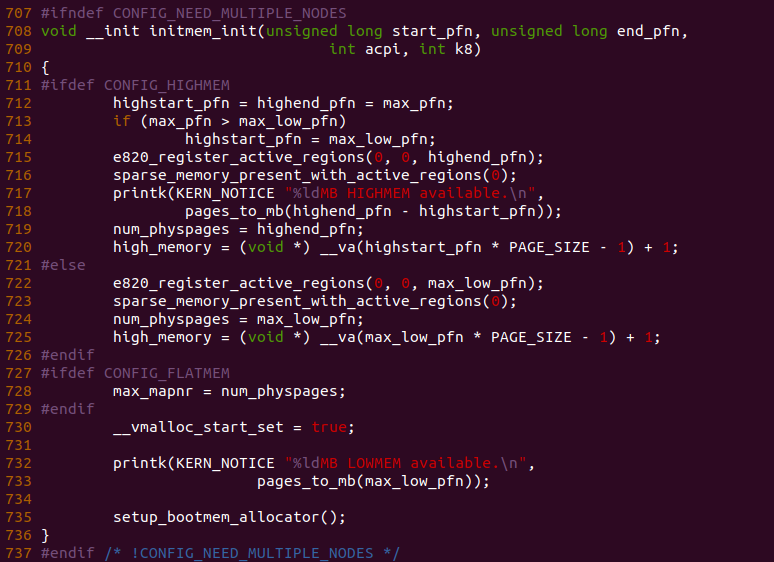 707 #ifndef CONFIG_NEED_MULTIPLE_NODES
708 void __init initmem_init(unsigned long start_pfn, unsigned long end_pfn,
709                                 int acpi, int k8)
710 {
711 #ifdef CONFIG_HIGHMEM
712         highstart_pfn = highend_pfn = max_pfn;
713         if (max_pfn > max_low_pfn)
714                 highstart_pfn = max_low_pfn;
715         e820_register_active_regions(0, 0, highend_pfn);
716         sparse_memory_present_with_active_regions(0);
717         printk(KERN_NOTICE "%ldMB HIGHMEM available.\n",
718                 pages_to_mb(highend_pfn - highstart_pfn));
719         num_physpages = highend_pfn;
720         high_memory = (void *) __va(highstart_pfn * PAGE_SIZE - 1) + 1;
721 #else
722         e820_register_active_regions(0, 0, max_low_pfn);
723         sparse_memory_present_with_active_regions(0);
724         num_physpages = max_low_pfn;
725         high_memory = (void *) __va(max_low_pfn * PAGE_SIZE - 1) + 1;
726 #endif
727 #ifdef CONFIG_FLATMEM
728         max_mapnr = num_physpages;
729 #endif
730         __vmalloc_start_set = true;
731
732         printk(KERN_NOTICE "%ldMB LOWMEM available.\n",
733                         pages_to_mb(max_low_pfn));
734
735         setup_bootmem_allocator();
736 }
737 #endif /* !CONFIG_NEED_MULTIPLE_NODES */